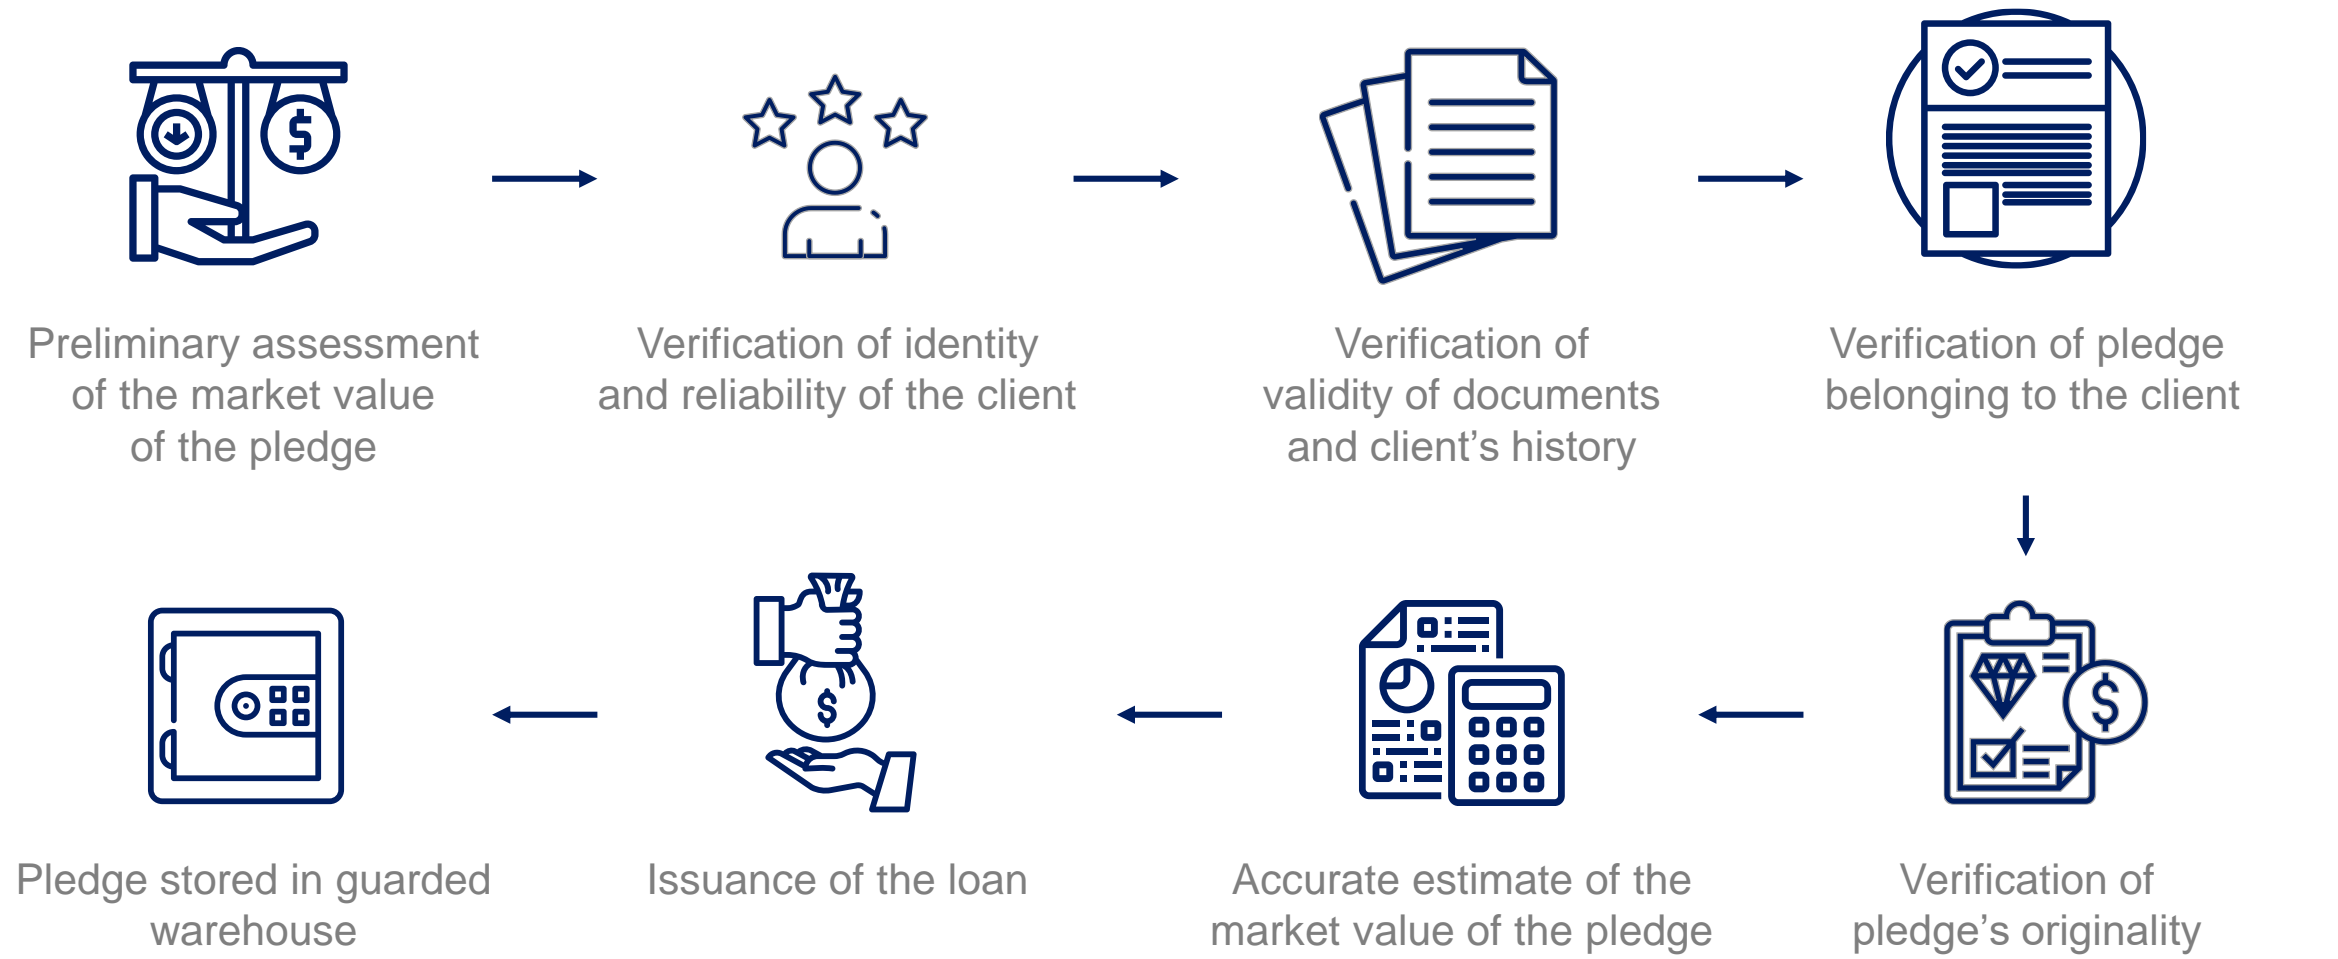 Preliminary assessment
of the market value
of the pledge
Verification of identity
and reliability of the client
Verification of
validity of documents
and client’s history
Verification of pledge
belonging to the client
$
$
$
Verification of
pledge’s originality
Accurate estimate of the
market value of the pledge
Issuance of the loan
Pledge stored in guarded
warehouse